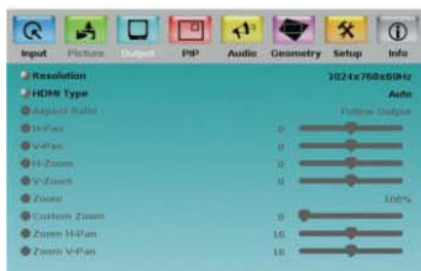 Input Picture Output PIP Audio Geometry Setup Info
Resolution 1024x768x60Hz
HDMI Type Auto
Aspect Ratio Follow Output
H-Pan 0
V-Pan 0
H-Zoom 0
V-Zoom 0
Zoom 100%
Custom Zoom 0
Zoom H-Pan 16
Zoom V-Pan 16